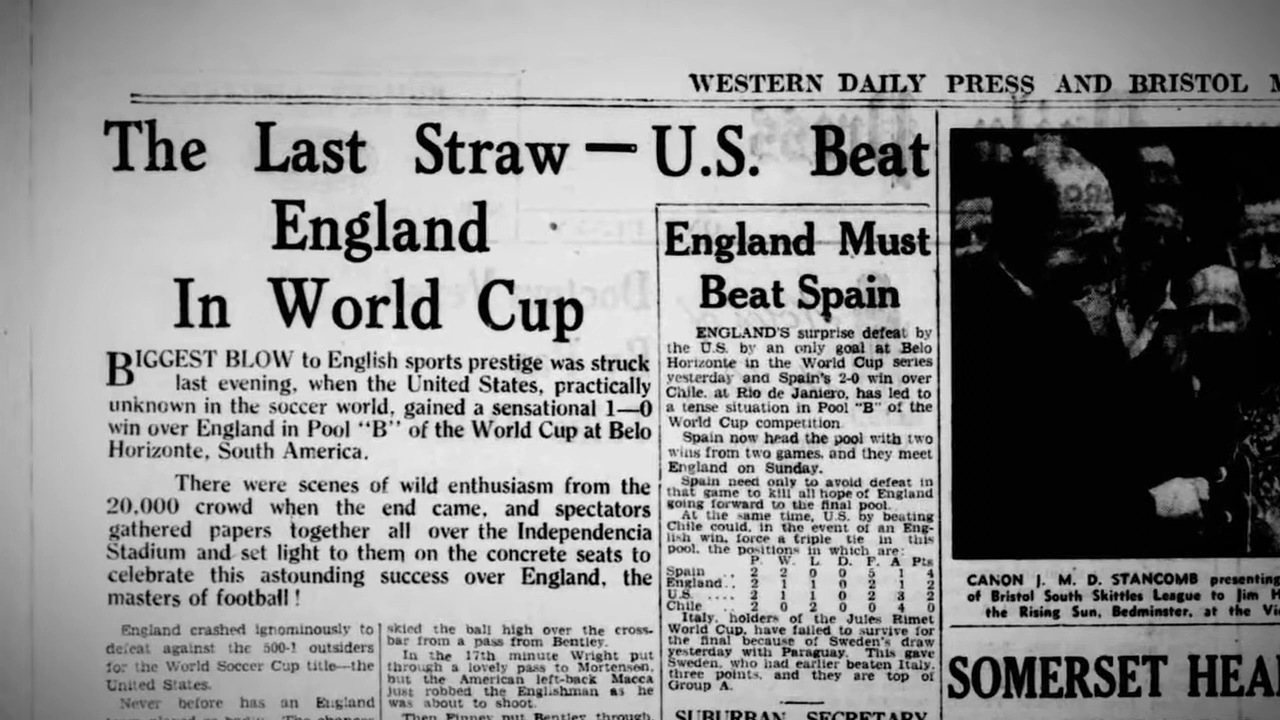 WESTERN DAILY PRESS AND BRISTOL M
The Last Straw — U.S. Beat
England
In World Cup
BIGGEST BLOW to English sports prestige was struck
last evening, when the United States, practically
unknown in the soccer world, gained a sensational 1—0
win over England in Pool "B" of the World Cup at Belo
Horizonte, South America.
There were scenes of wild enthusiasm from the
20,000 crowd when the end came, and spectators
gathered papers together all over the Independencia
Stadium and set light to them on the concrete seats to
celebrate this astounding success over England, the
masters of football !
England crashed ignominously to
defeat against the 500-1 outsiders
for the World Soccer Cup title—the
United States.
Never before has an England
skied the ball high over the cross-
bar from a pass from Bentley.
In the 17th minute Wright put
through a lovely pass to Mortensen,
but the American left-back Macca
just robbed the Englishman as he
was about to shoot.
Then Finney put Bentley through,
England Must
Beat Spain
ENGLAND'S surprise defeat by
the U.S. by an only goal at Belo
Horizonte in the World Cup series
yesterday and Spain's 2-0 win over
Chile, at Rio de Janiero, has led to
a tense situation in Pool "B" of the
World Cup competition.
Spain now head the pool with two
wins from two games, and they meet
England on Sunday.
Spain need only to avoid defeat in
that game to kill all hope of England
going forward to the final pool.
At the same time, U.S. by beating
Chile could, in the event of an Eng-
lish win, force a triple tie in this
pool, the positions in which are:
P. W. L. D. F. A Pts
Spain .. 2 2 0 0 5 1 4
England.. 2 1 1 0 2 1 2
U.S. .... 2 1 1 0 2 3 2
Chile .. 2 0 2 0 0 4 0
Italy, holders of the Jules Rimet
World Cup, have failed to survive for
the final because of Sweden's draw
yesterday with Paraguay. This gave
Sweden, who had earlier beaten Italy,
three points, and they are top of
Group A.
SUBURBAN SECRETARY
CANON J. M. D. STANCOMB presenting
of Bristol South Skittles League to Jim H
the Rising Sun, Bedminster, at the Vi
SOMERSET HEA